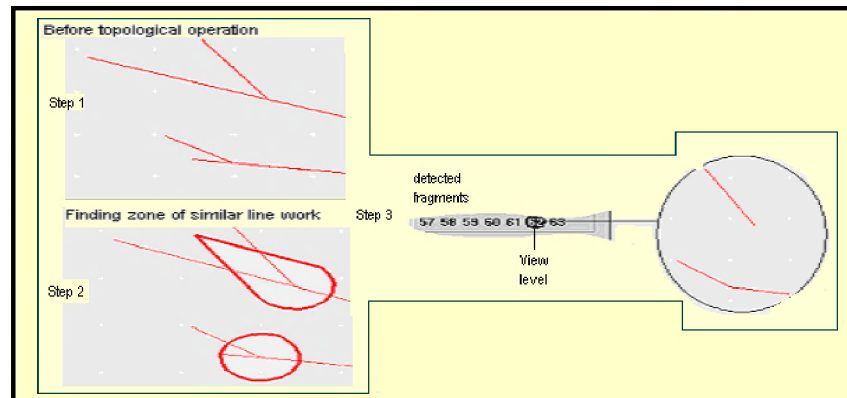 Before topological operation
Step 1
Finding zone of similar line work
Step 2
Step 3
detected
fragments
57 58 59 60 61 62 63
View
level